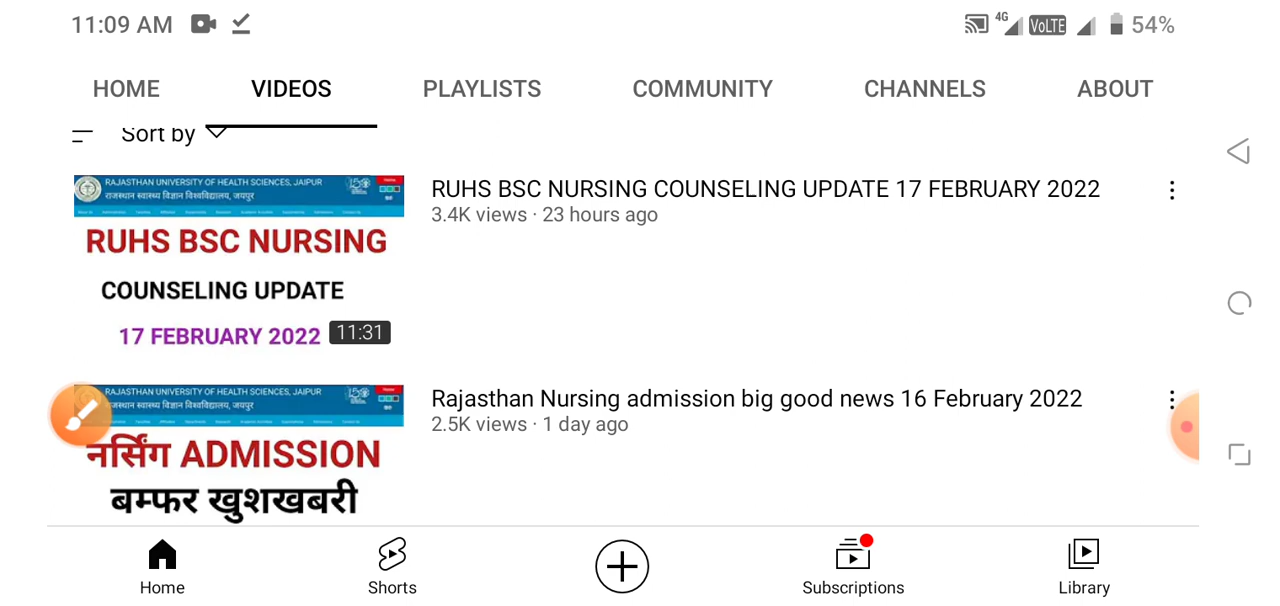 11:09 AM
4G VoLTE 54%
HOME VIDEOS PLAYLISTS COMMUNITY CHANNELS ABOUT
Sort by
RAJASTHAN UNIVERSITY OF HEALTH SCIENCES, JAIPUR
राजस्थान स्वास्थ्य विज्ञान विश्वविद्यालय, जयपुर
RUHS BSC NURSING
COUNSELING UPDATE
17 FEBRUARY 2022
11:31
RUHS BSC NURSING COUNSELING UPDATE 17 FEBRUARY 2022
3.4K views · 23 hours ago
RAJASTHAN UNIVERSITY OF HEALTH SCIENCES, JAIPUR
स्वास्थ्य विज्ञान विश्वविद्यालय, जयपुर
नर्सिंग ADMISSION
बम्फर खुशखबरी
Rajasthan Nursing admission big good news 16 February 2022
2.5K views · 1 day ago
Home Shorts Subscriptions Library